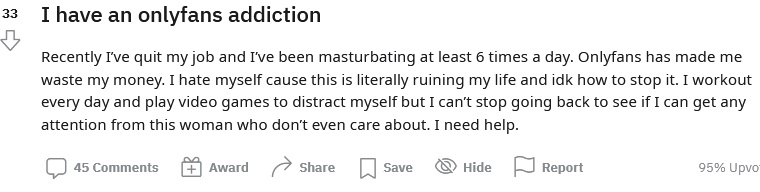 33
I have an onlyfans addiction
Recently I've quit my job and I've been masturbating at least 6 times a day. Onlyfans has made me
waste my money. I hate myself cause this is literally ruining my life and idk how to stop it. I workout
every day and play video games to distract myself but I can't stop going back to see if I can get any
attention from this woman who don't even care about. I need help.
45 Comments Award Share Save Hide Report 95% Upvo